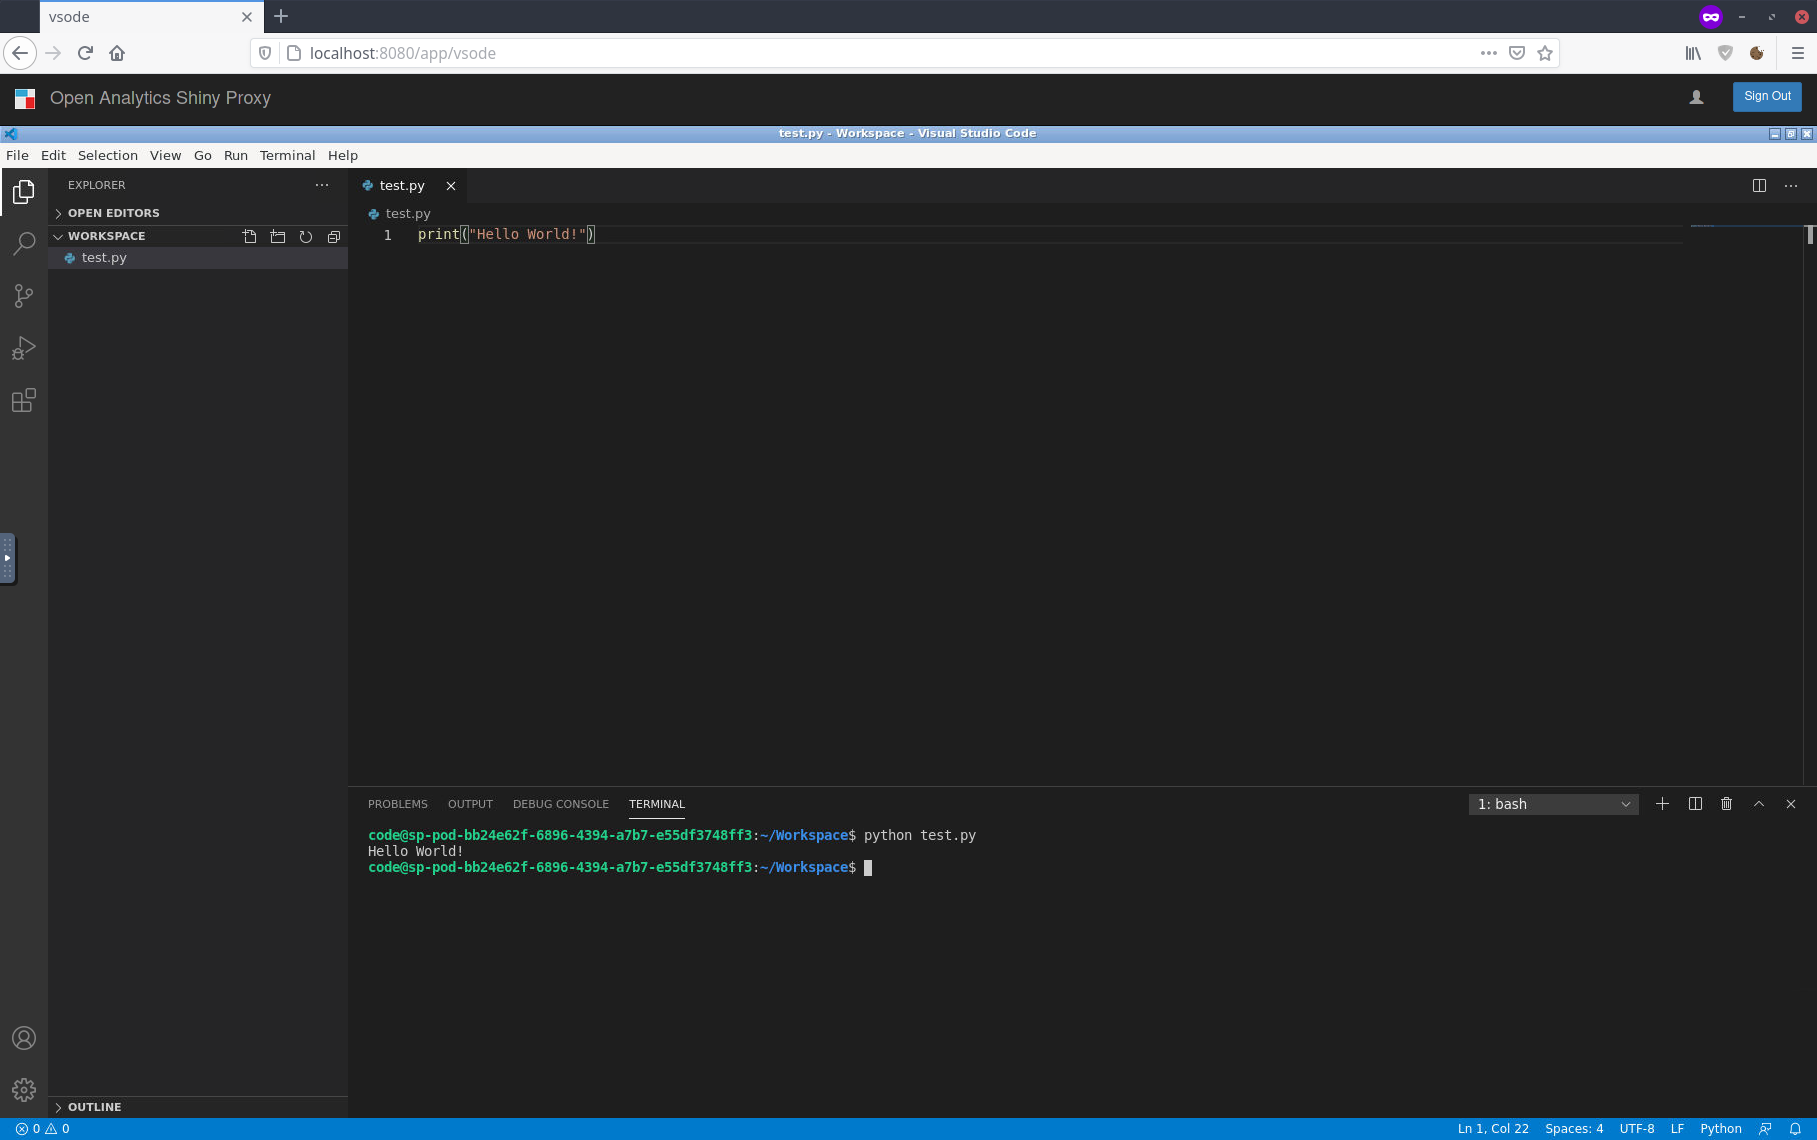 vsode
localhost:8080/app/vsode
Open Analytics Shiny Proxy
Sign Out
test.py - Workspace - Visual Studio Code
File Edit Selection View Go Run Terminal Help
EXPLORER
OPEN EDITORS
WORKSPACE
test.py
test.py
test.py
1 print("Hello World!")
PROBLEMS OUTPUT DEBUG CONSOLE TERMINAL
1: bash
code@sp-pod-bb24e62f-6896-4394-a7b7-e55df3748ff3:~/Workspace$ python test.py
Hello World!
code@sp-pod-bb24e62f-6896-4394-a7b7-e55df3748ff3:~/Workspace$
OUTLINE
0 0
Ln 1, Col 22 Spaces: 4 UTF-8 LF Python